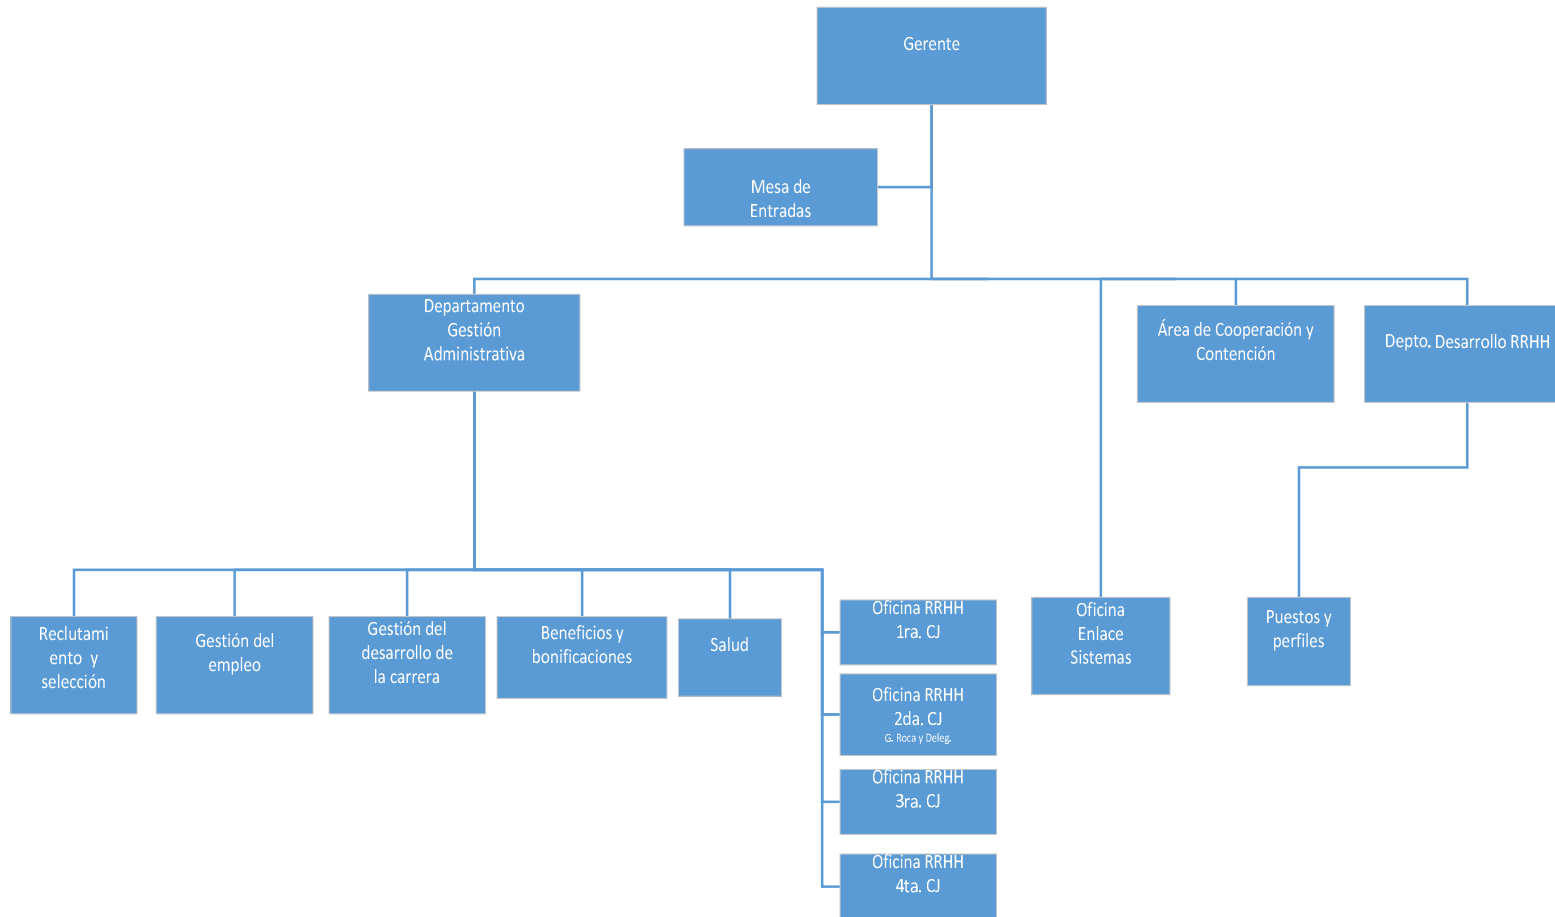 Gerente
Mesa de
Entradas
Departamento
Gestión
Administrativa
Área de Cooperación y
Contención
Depto. Desarrollo RRHH
Reclutami
ento y
selección
Gestión del
empleo
Gestión del
desarrollo de
la carrera
Beneficios y
bonificaciones
Salud
Oficina RRHH
1ra. CJ
Oficina RRHH
2da. CJ
G. Roca y Deleg.
Oficina RRHH
3ra. CJ
Oficina RRHH
4ta. CJ
Oficina
Enlace
Sistemas
Puestos y
perfiles